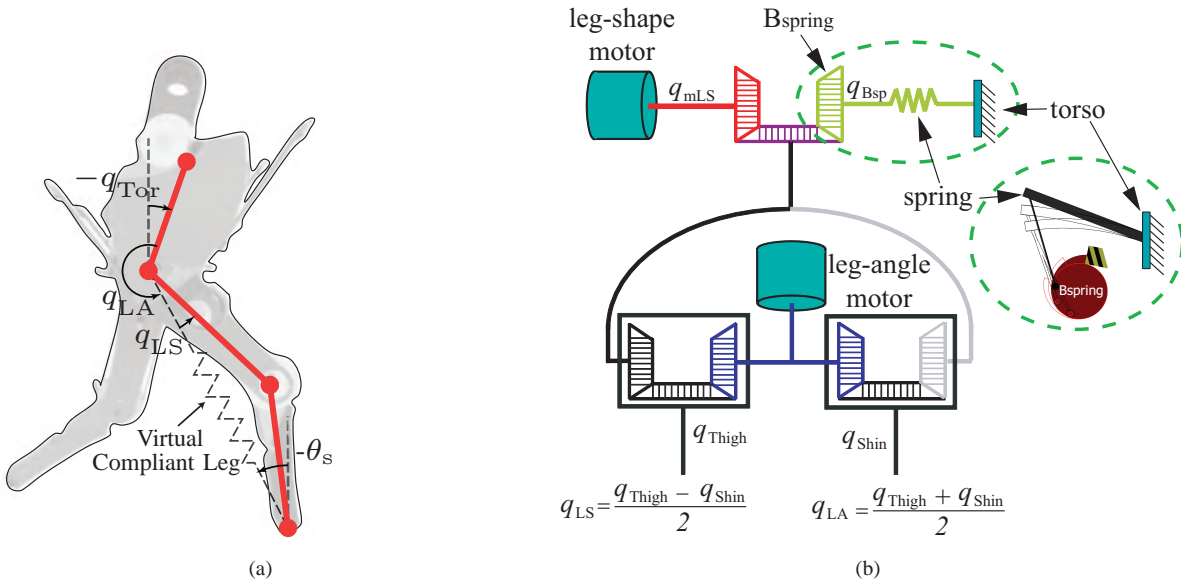 −q_Tor
q_LA
q_LS
Virtual
Compliant Leg
-θ_s
(a)
leg-shape
motor
Bspring
q_mLS
q_Bsp
torso
spring
Bspring
leg-angle
motor
q_Thigh
q_Shin
q_LS = (q_Thigh − q_Shin)/2
q_LA = (q_Thigh + q_Shin)/2
(b)